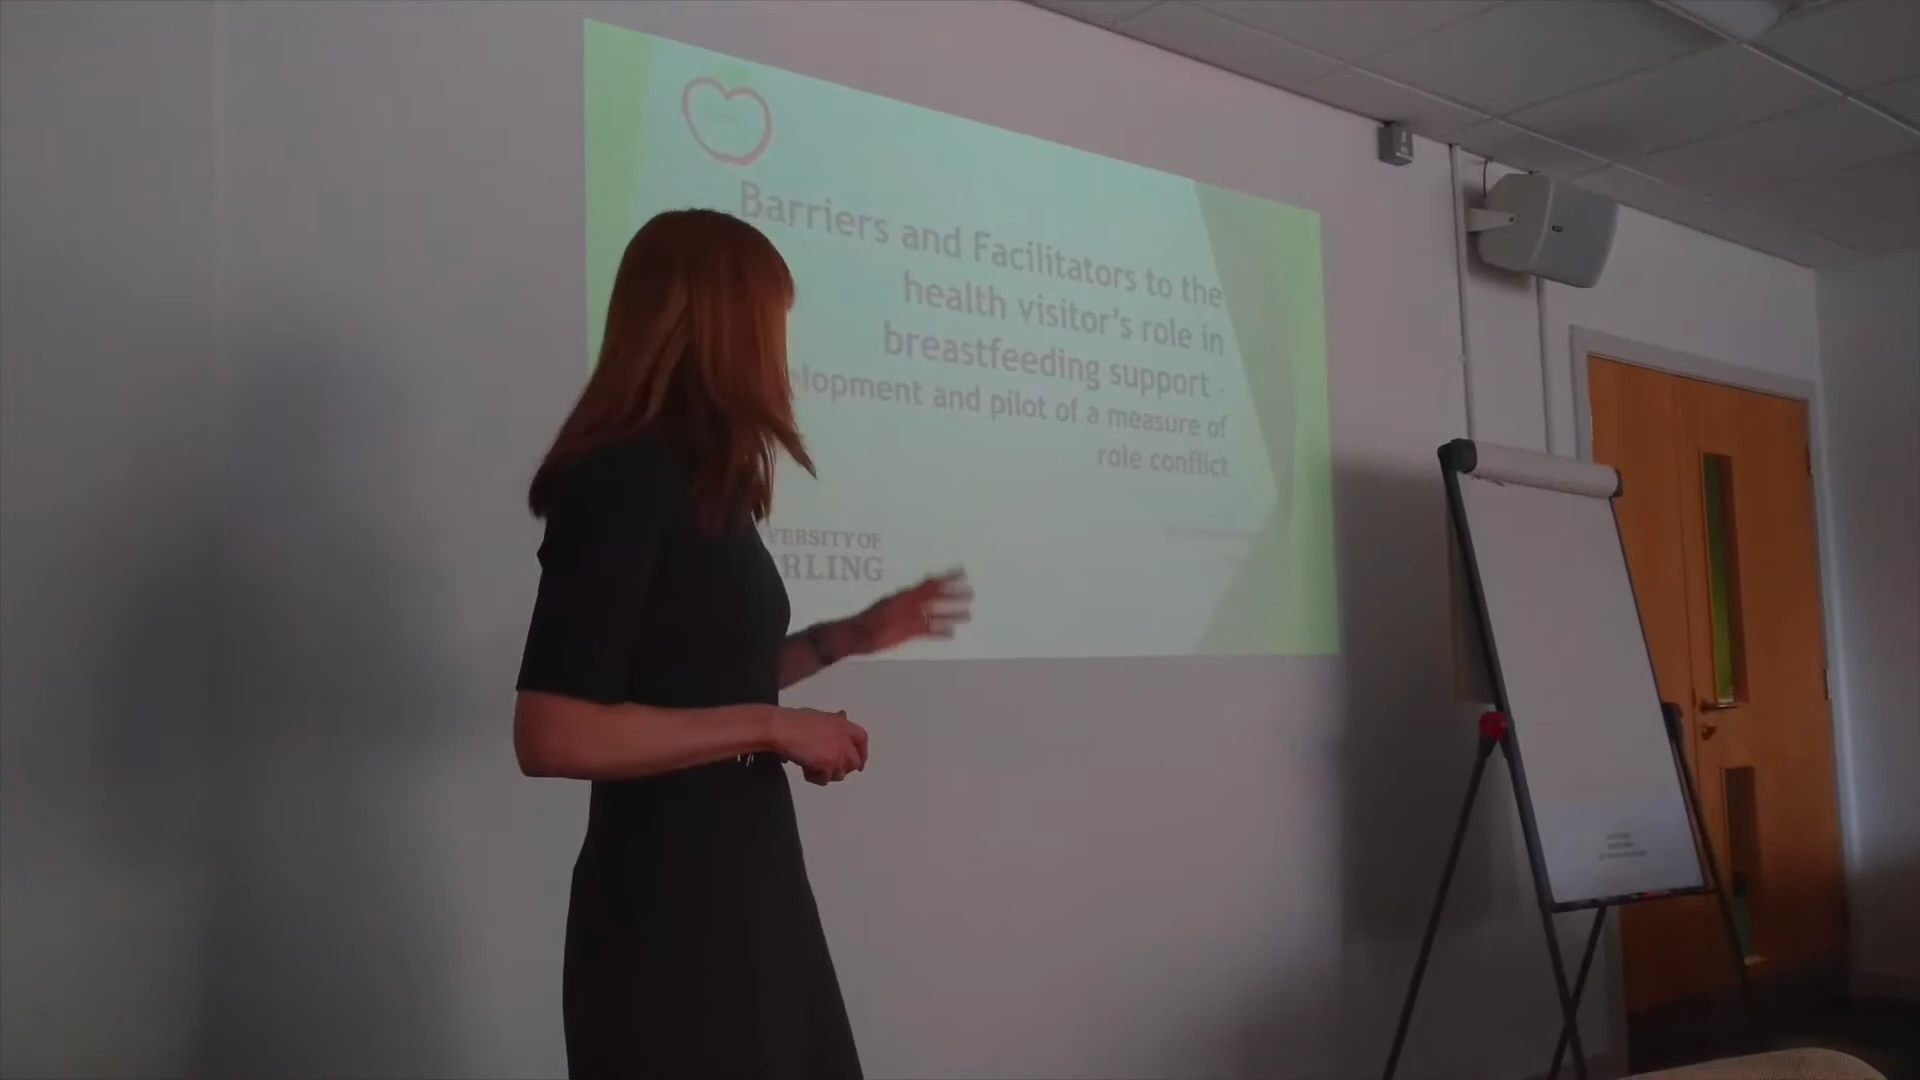 Barriers and Facilitators to the
health visitor's role in
breastfeeding support -
lopment and pilot of a measure of
role conflict
VERSITY OF
RLING